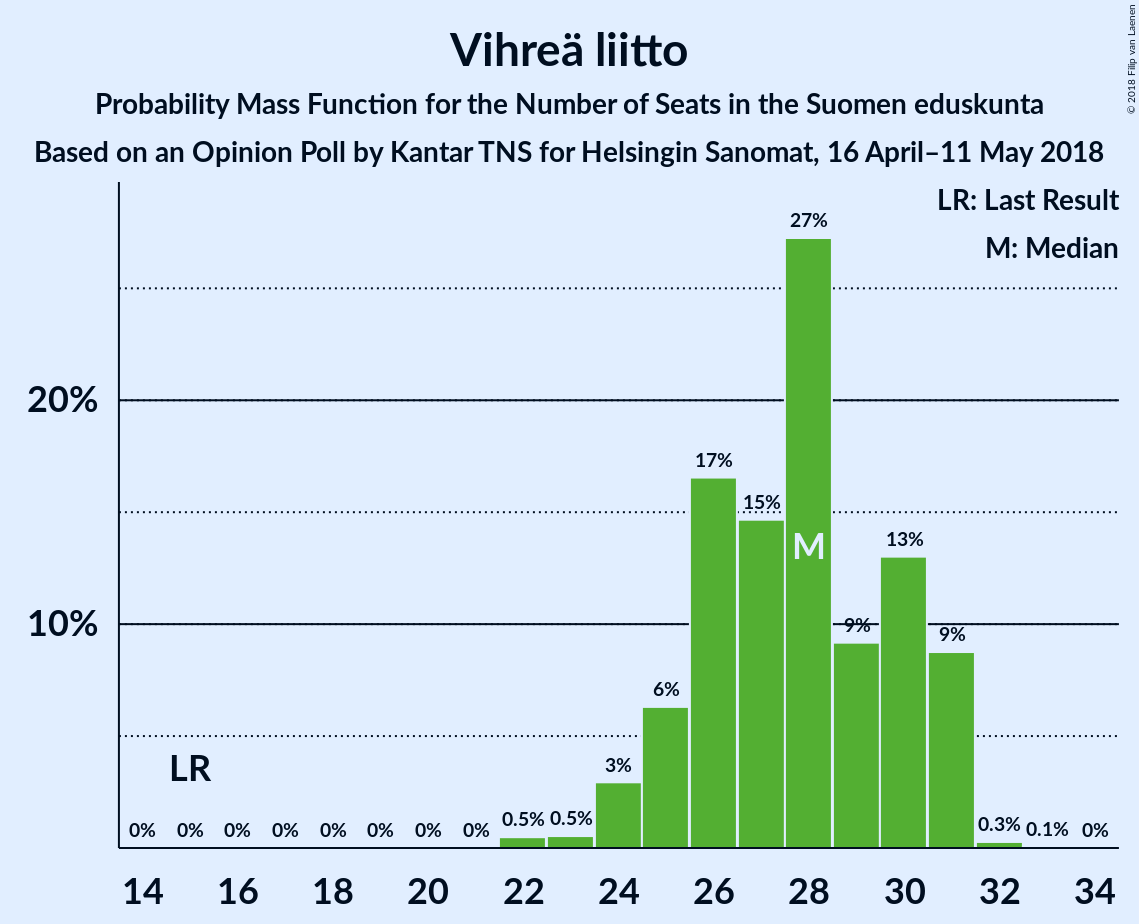 Vihreä liitto
Probability Mass Function for the Number of Seats in the Suomen eduskunta
Based on an Opinion Poll by Kantar TNS for Helsingin Sanomat, 16 April–11 May 2018
© 2018 Filip van Laenen
LR: Last Result
M: Median
27%
20%
17%
15%
M
13%
10%
9%
9%
6%
LR
3%
0% 0% 0% 0% 0% 0% 0% 0% 0.5% 0.5% 0.3% 0.1% 0%
14 16 18 20 22 24 26 28 30 32 34